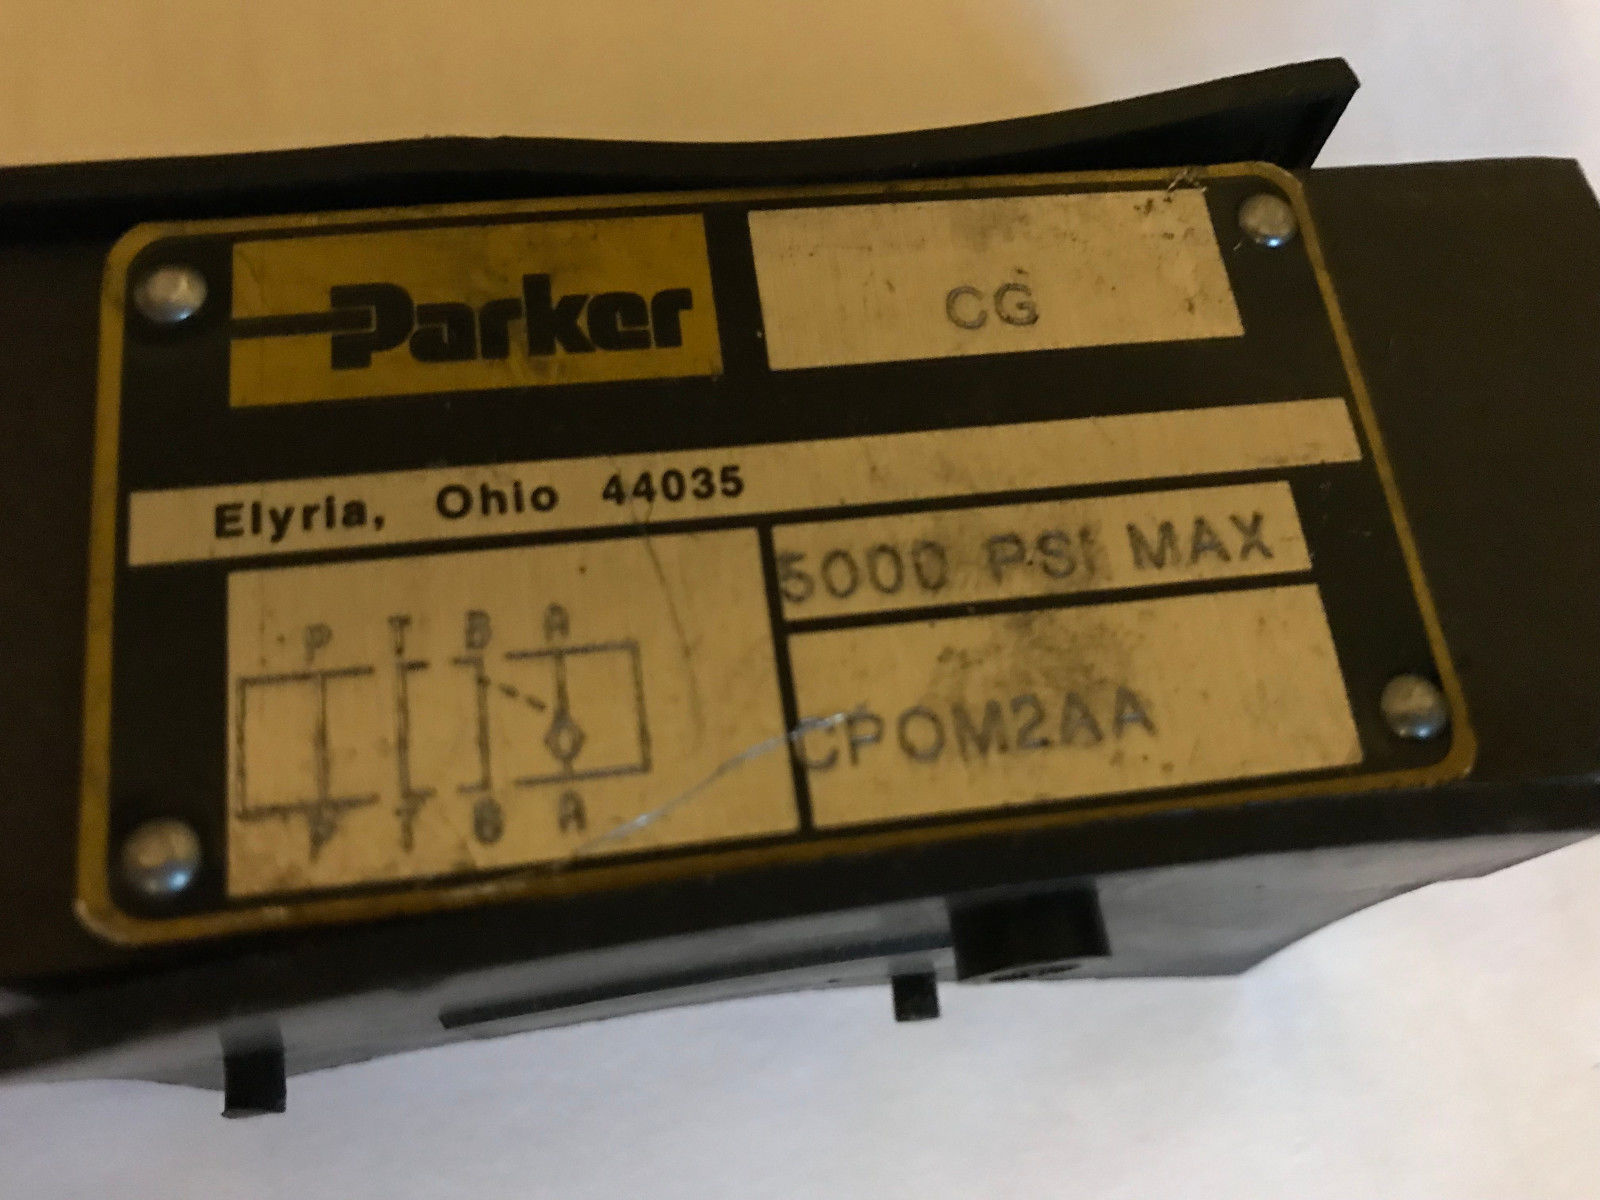 Parker
CG
Elyria, Ohio 44035
5000 PSI MAX
P T B A
CPOM2AA
P T B A